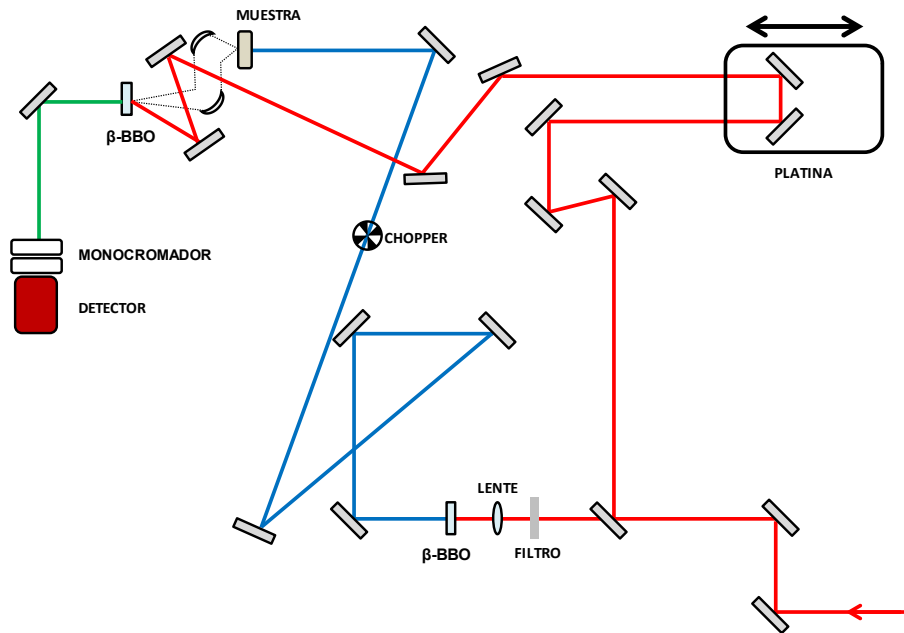 MUESTRA
β-BBO
PLATINA
CHOPPER
MONOCROMADOR
DETECTOR
LENTE
β-BBO
FILTRO